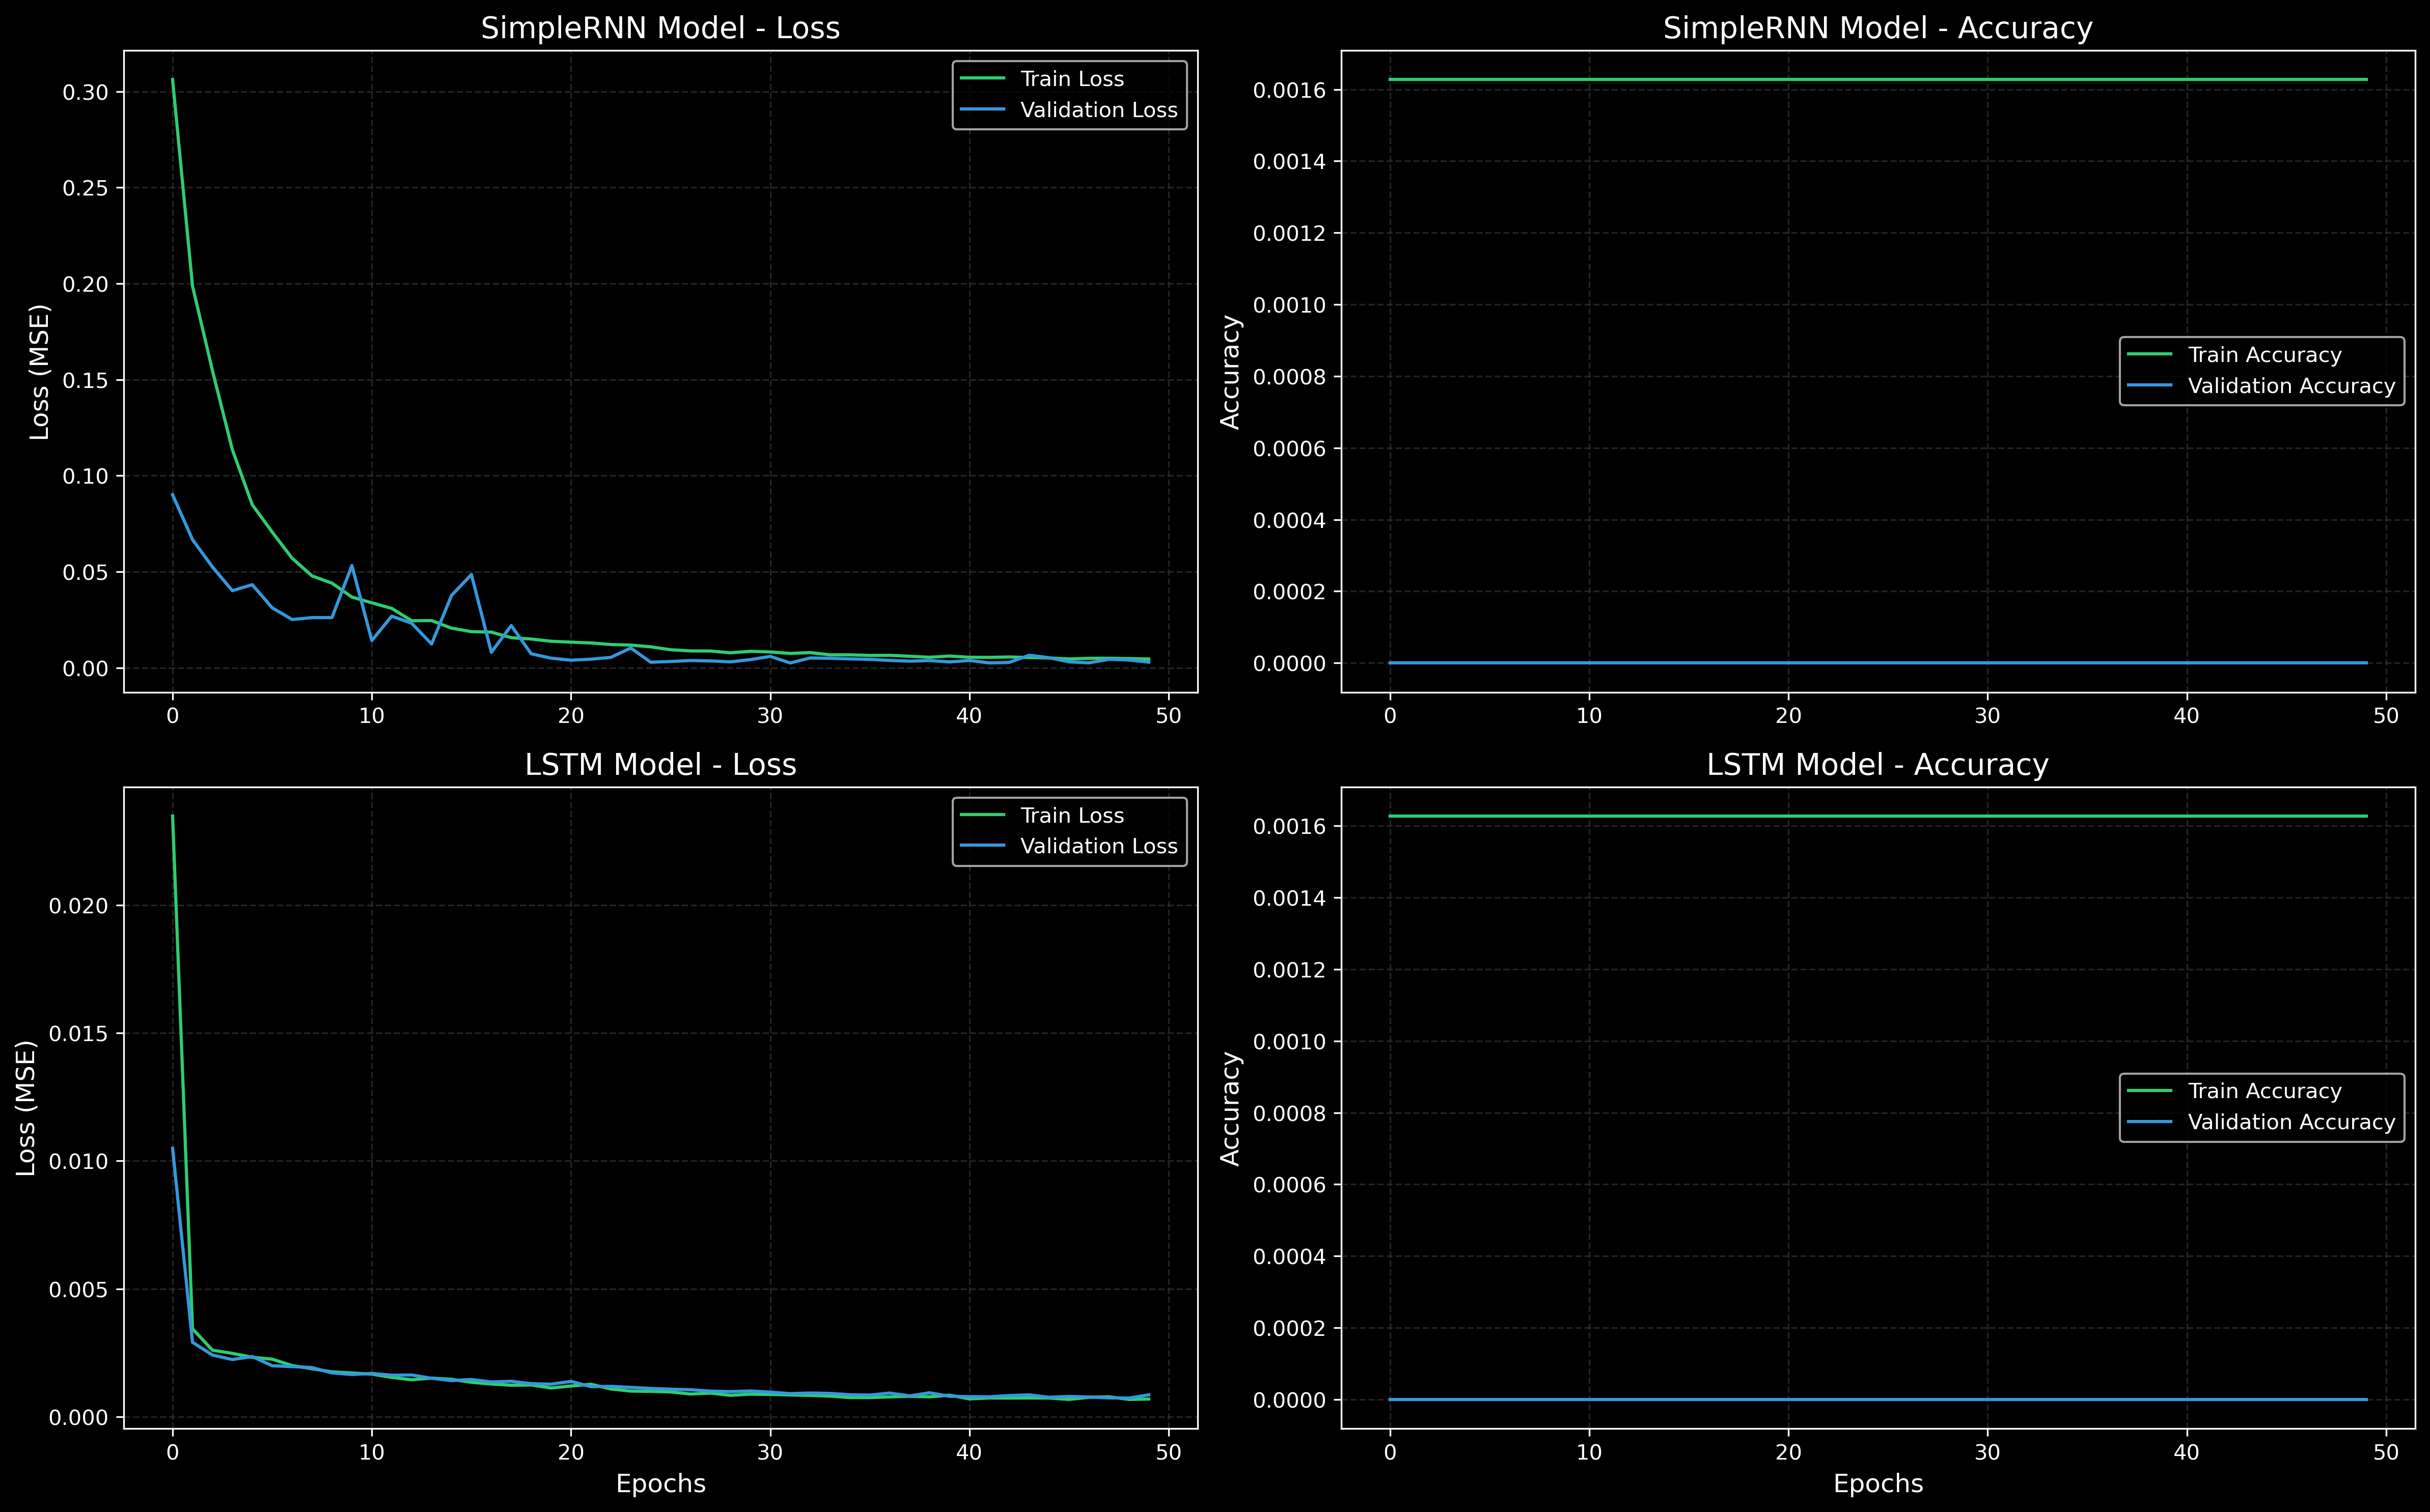 SimpleRNN Model - Loss
Loss (MSE)
0.30
0.25
0.20
0.15
0.10
0.05
0.00
0 10 20 30 40 50
Train Loss
Validation Loss
SimpleRNN Model - Accuracy
Accuracy
0.0016
0.0014
0.0012
0.0010
0.0008
0.0006
0.0004
0.0002
0.0000
0 10 20 30 40 50
Train Accuracy
Validation Accuracy
LSTM Model - Loss
Loss (MSE)
0.020
0.015
0.010
0.005
0.000
0 10 20 30 40 50
Epochs
Train Loss
Validation Loss
LSTM Model - Accuracy
Accuracy
0.0016
0.0014
0.0012
0.0010
0.0008
0.0006
0.0004
0.0002
0.0000
0 10 20 30 40 50
Epochs
Train Accuracy
Validation Accuracy